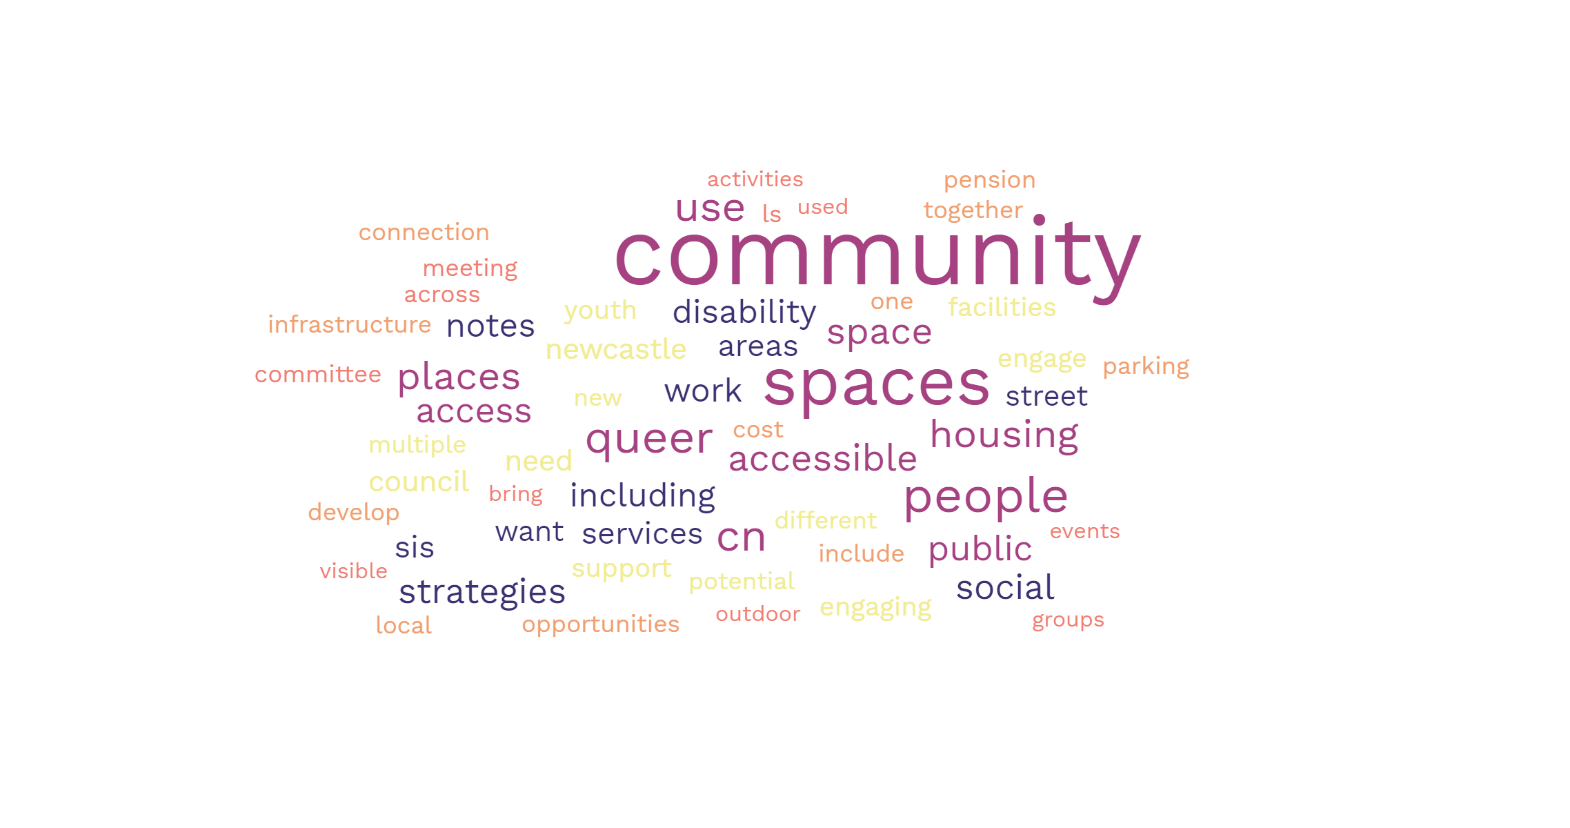 activities
pension
use
ls
used
together
connection
community
meeting
across
youth
disability
one
facilities
infrastructure
notes
space
newcastle
areas
engage
parking
committee
places
work
spaces
street
access
new
queer
cost
housing
multiple
need
accessible
council
bring
including
people
develop
want
services
cn
different
events
sis
include
public
visible
support
potential
social
strategies
outdoor
engaging
groups
local
opportunities